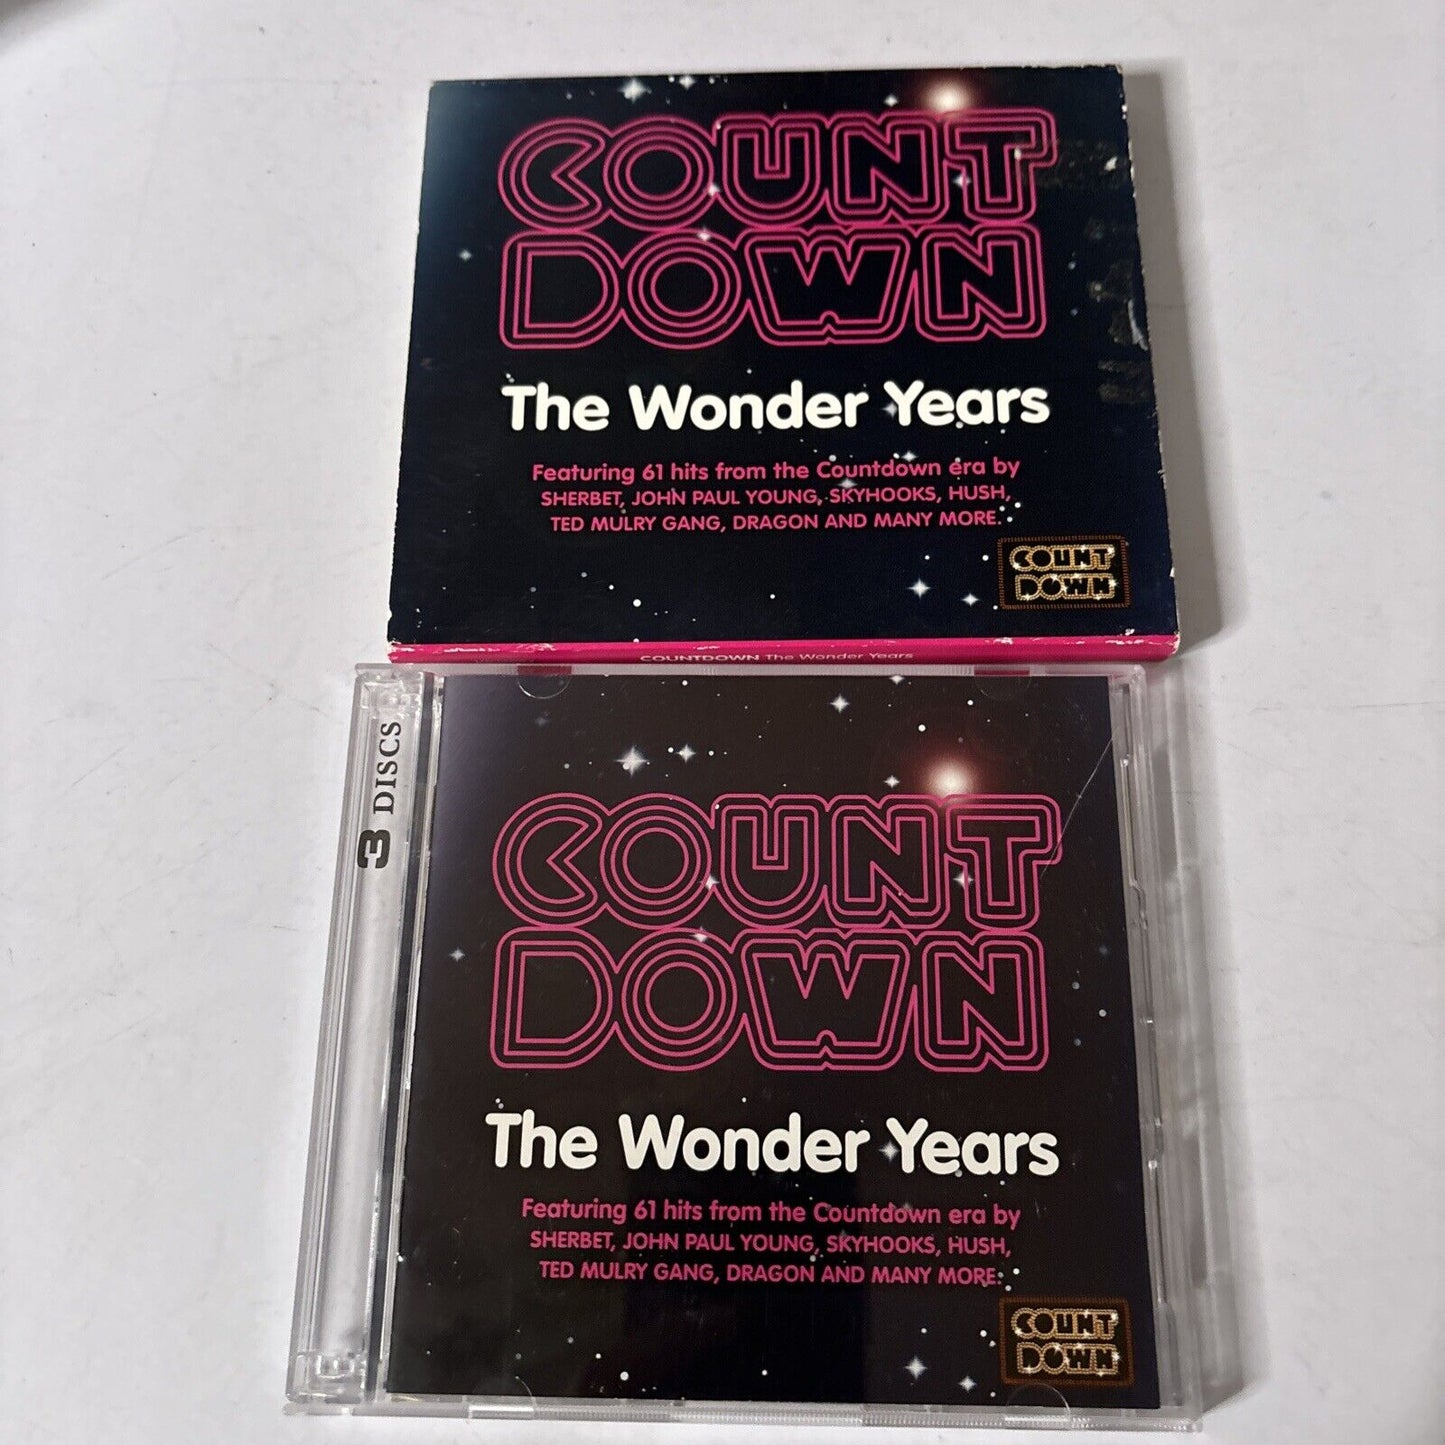 COUNT
DOWN
The Wonder Years
Featuring 61 hits from the Countdown era by
SHERBET, JOHN PAUL YOUNG, SKYHOOKS, HUSH,
TED MULRY GANG, DRAGON AND MANY MORE.
COUNT
DOWN
COUNTDOWN The Wonder Years
3 DISCS
COUNT
DOWN
The Wonder Years
Featuring 61 hits from the Countdown era by
SHERBET, JOHN PAUL YOUNG, SKYHOOKS, HUSH,
TED MULRY GANG, DRAGON AND MANY MORE.
COUNT
DOWN